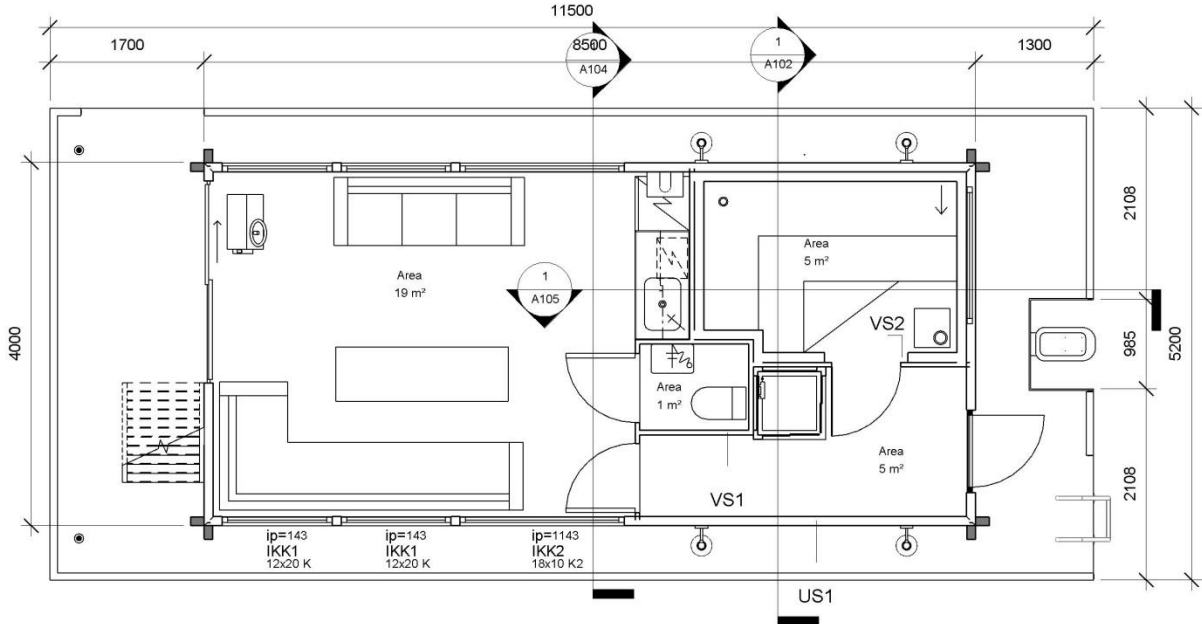 11500
1700
8500
1300
1
A104
1
A102
4000
Area
19 m²
1
A105
Area
5 m²
VS2
Area
1 m²
Area
5 m²
VS1
2108
985
5200
2108
ip=143
IKK1
12x20 K
ip=143
IKK1
12x20 K
ip=1143
IKK2
18x10 K2
US1